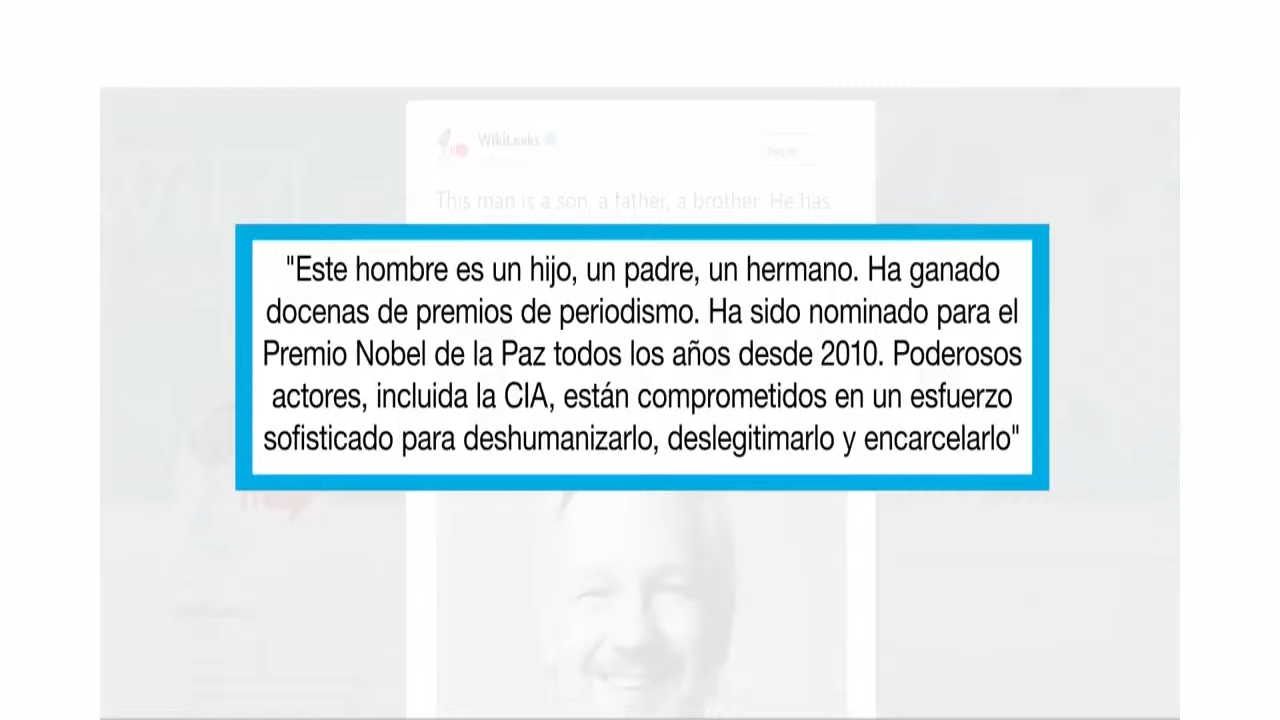 WikiLeaks
This man is a son, a father, a brother. He has
"Este hombre es un hijo, un padre, un hermano. Ha ganado
docenas de premios de periodismo. Ha sido nominado para el
Premio Nobel de la Paz todos los años desde 2010. Poderosos
actores, incluida la CIA, están comprometidos en un esfuerzo
sofisticado para deshumanizarlo, deslegitimarlo y encarcelarlo"